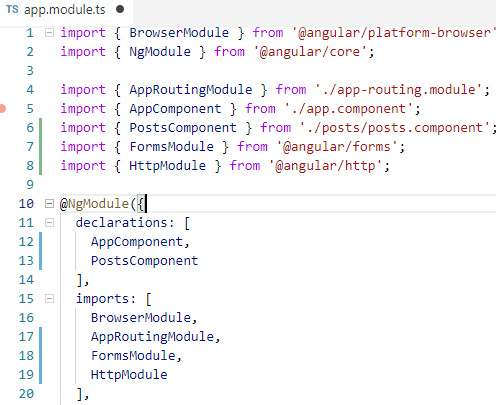 TS app.module.ts
1 import { BrowserModule } from '@angular/platform-browser'
2 import { NgModule } from '@angular/core';
3
4 import { AppRoutingModule } from './app-routing.module';
5 import { AppComponent } from './app.component';
6 import { PostsComponent } from './posts/posts.component';
7 import { FormsModule } from '@angular/forms';
8 import { HttpModule } from '@angular/http';
9
10 @NgModule({
11 declarations: [
12 AppComponent,
13 PostsComponent
14 ],
15 imports: [
16 BrowserModule,
17 AppRoutingModule,
18 FormsModule,
19 HttpModule
20 ],